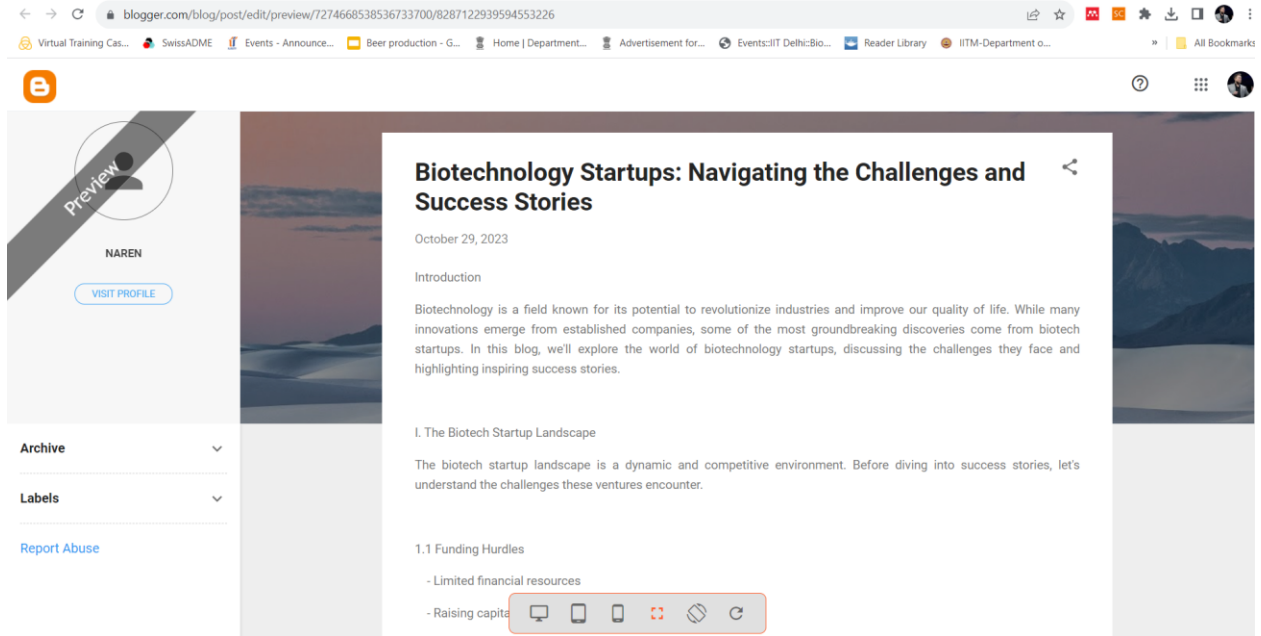 blogger.com/blog/post/edit/preview/7274668538536733700/8287122939594553226
SC
Virtual Training Cas... SwissADME Events - Announce... Beer production - G... Home | Department... Advertisement for... Events::IIT Delhi::Bio... Reader Library IITM-Department o... » All Bookmarks
Preview
NAREN
VISIT PROFILE
Archive
Labels
Report Abuse
Biotechnology Startups: Navigating the Challenges and
Success Stories
October 29, 2023
Introduction
Biotechnology is a field known for its potential to revolutionize industries and improve our quality of life. While many
innovations emerge from established companies, some of the most groundbreaking discoveries come from biotech
startups. In this blog, we'll explore the world of biotechnology startups, discussing the challenges they face and
highlighting inspiring success stories.
I. The Biotech Startup Landscape
The biotech startup landscape is a dynamic and competitive environment. Before diving into success stories, let's
understand the challenges these ventures encounter.
1.1 Funding Hurdles
- Limited financial resources
- Raising capita